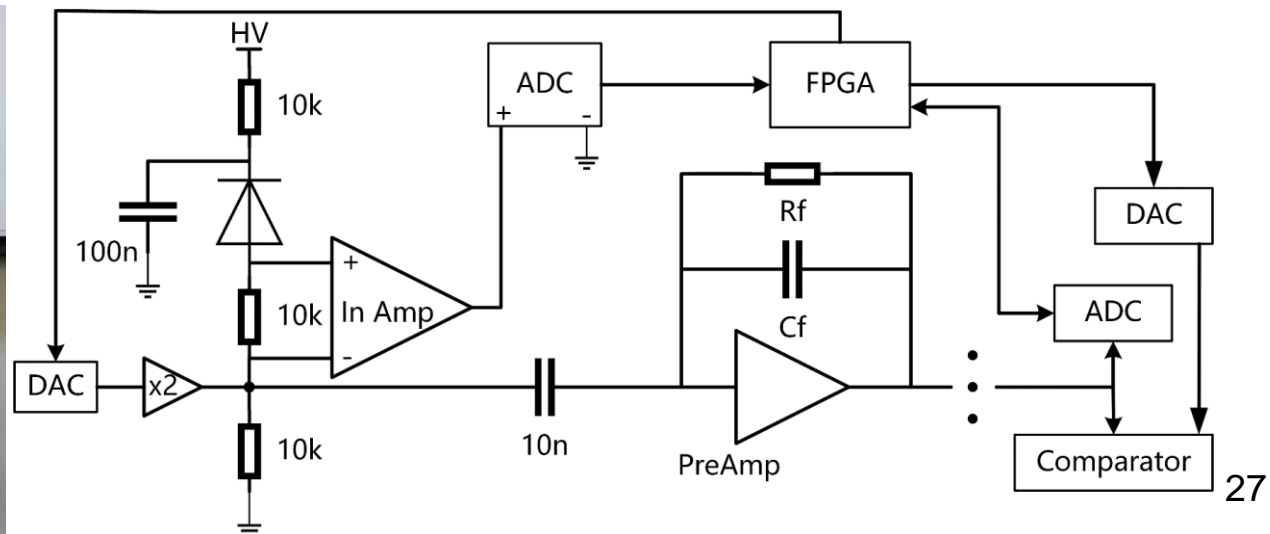 HV
10k
ADC
+ -
FPGA
100n
+
In Amp
-
10k
Rf
Cf
DAC
ADC
DAC
x2
10k
10n
PreAmp
Comparator
27